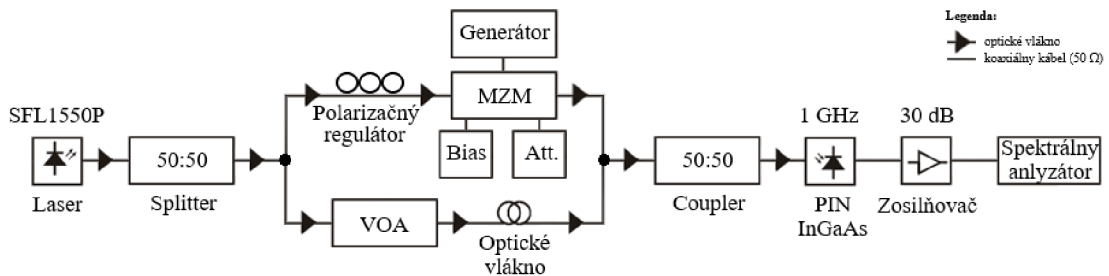 Legenda:
optické vlákno
koaxiálny kábel (50 Ω)
Generátor
SFL1550P
Polarizačný
regulátor
MZM
1 GHz
30 dB
50:50
Bias
Att.
50:50
Spektrálny
anlyzátor
Laser
Splitter
Coupler
PIN
InGaAs
Zosilňovač
VOA
Optické
vlákno